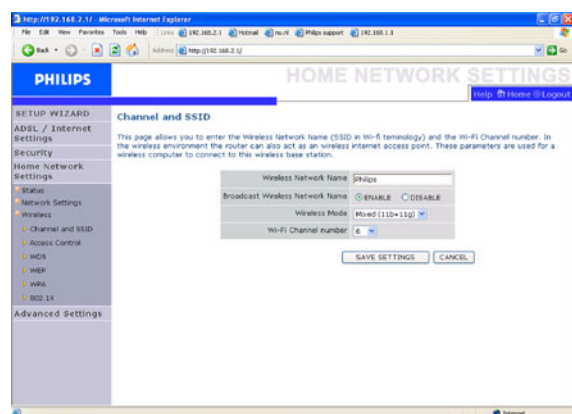 http://192.168.2.1/ - Microsoft Internet Explorer
File Edit View Favorites Tools Help Links 192.168.2.1 Hotmail nu.nl Philips support 192.168.1.1
Back
Address http://192.168.2.1/ Go
PHILIPS
HOME NETWORK SETTINGS
Help Home Logout
SETUP WIZARD
ADSL / Internet Settings
Security
Home Network Settings
Status
Network Settings
Wireless
Channel and SSID
Access Control
WDS
WEP
WPA
802.1X
Advanced Settings
Channel and SSID
This page allows you to enter the Wireless Network Name (SSID in Wi-fi teminology) and the Wi-Fi Channel number. In
the wireless environment the router can also act as an wireless internet access point. These parameters are used for a
wireless computer to connect to this wireless base station.
Wireless Network Name Philips
Broadcast Wireless Network Name ENABLE DISABLE
Wireless Mode Mixed (11b+11g)
Wi-Fi Channel number 6
SAVE SETTINGS CANCEL
Internet